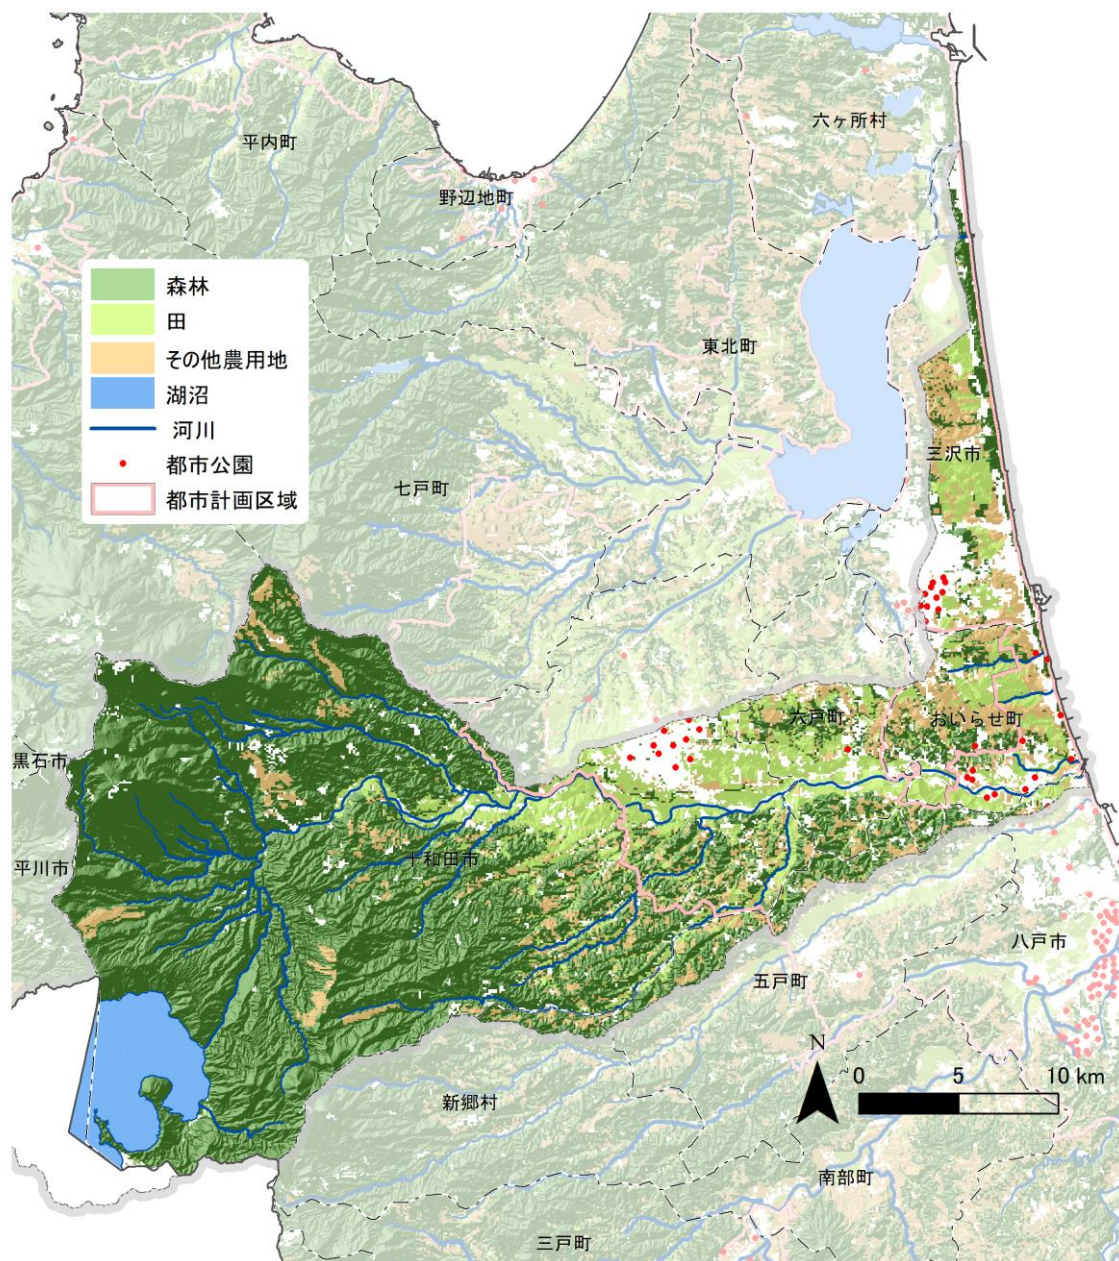 六ヶ所村
平内町
野辺地町
森林
田
その他農用地
湖沼
河川
都市公園
都市計画区域
東北町
三沢市
七戸町
六戸町
おいらせ町
黒石市
十和田市
平川市
八戸市
五戸町
N
0 5 10 km
新郷村
南部町
三戸町